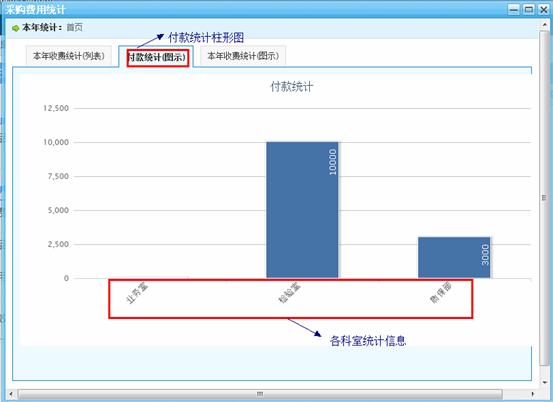 采购费用统计
本年统计：首页
付款统计柱形图
本年收费统计(列表) 付款统计(图示) 本年收费统计(图示)
付款统计
12,500
10,000
7,500
5,000
2,500
0
10000
3000
业务室 检验室 质保部
各科室统计信息